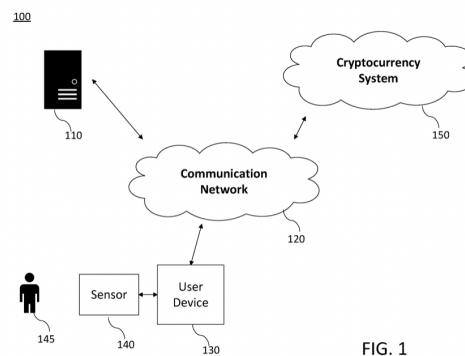 100
Cryptocurrency
System
110
150
Communication
Network
120
Sensor
User
Device
145
140
130
FIG. 1